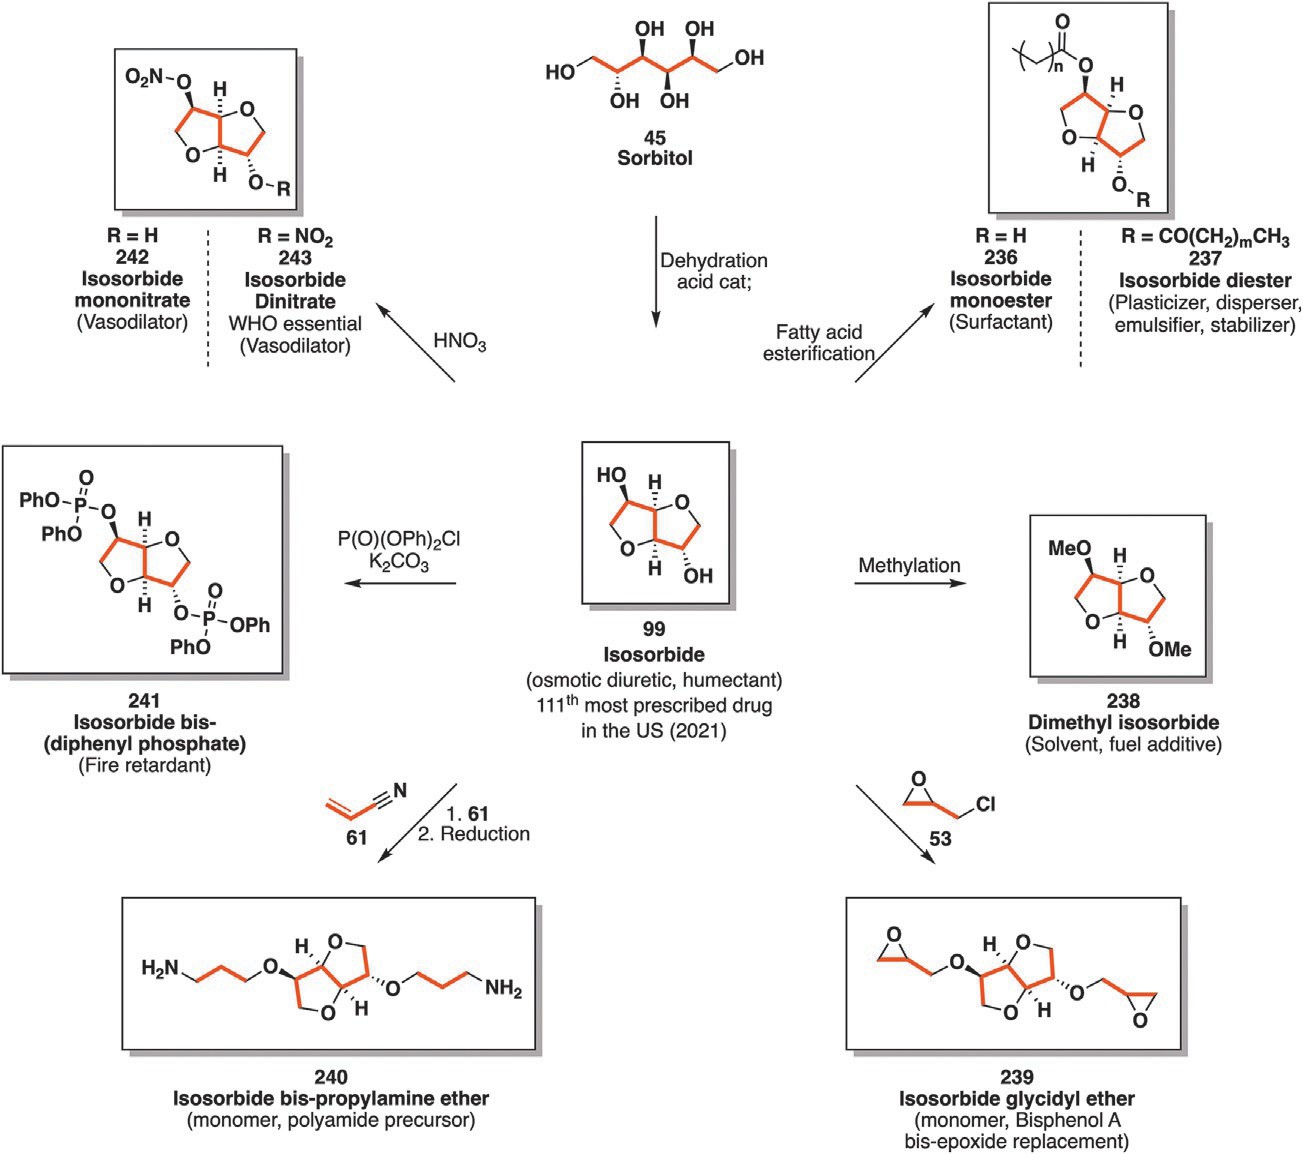 O₂N
O
H
O
O
H
O
R
R = H
242
Isosorbide
mononitrate
(Vasodilator)
R = NO₂
243
Isosorbide
Dinitrate
WHO essential
(Vasodilator)
HNO₃
OH
OH
HO
OH
OH
OH
45
Sorbitol
Dehydration
acid cat;
O
n
O
H
O
O
H
O
R
R = H
236
Isosorbide
monoester
(Surfactant)
R = CO(CH₂)ₘCH₃
237
Isosorbide diester
(Plasticizer, disperser,
emulsifier, stabilizer)
Fatty acid
esterification
O
PhO
P
O
PhO
H
O
O
H
O
O
P
OPh
PhO
241
Isosorbide bis-
(diphenyl phosphate)
(Fire retardant)
P(O)(OPh)₂Cl
K₂CO₃
HO
H
O
O
H
OH
99
Isosorbide
(osmotic diuretic, humectant)
111ᵗʰ most prescribed drug
in the US (2021)
Methylation
MeO
H
O
O
H
OMe
238
Dimethyl isosorbide
(Solvent, fuel additive)
N
61
1. 61
2. Reduction
O
Cl
53
H₂N
O
H
O
O
H
O
NH₂
240
Isosorbide bis-propylamine ether
(monomer, polyamide precursor)
O
O
H
O
O
H
O
O
239
Isosorbide glycidyl ether
(monomer, Bisphenol A
bis-epoxide replacement)